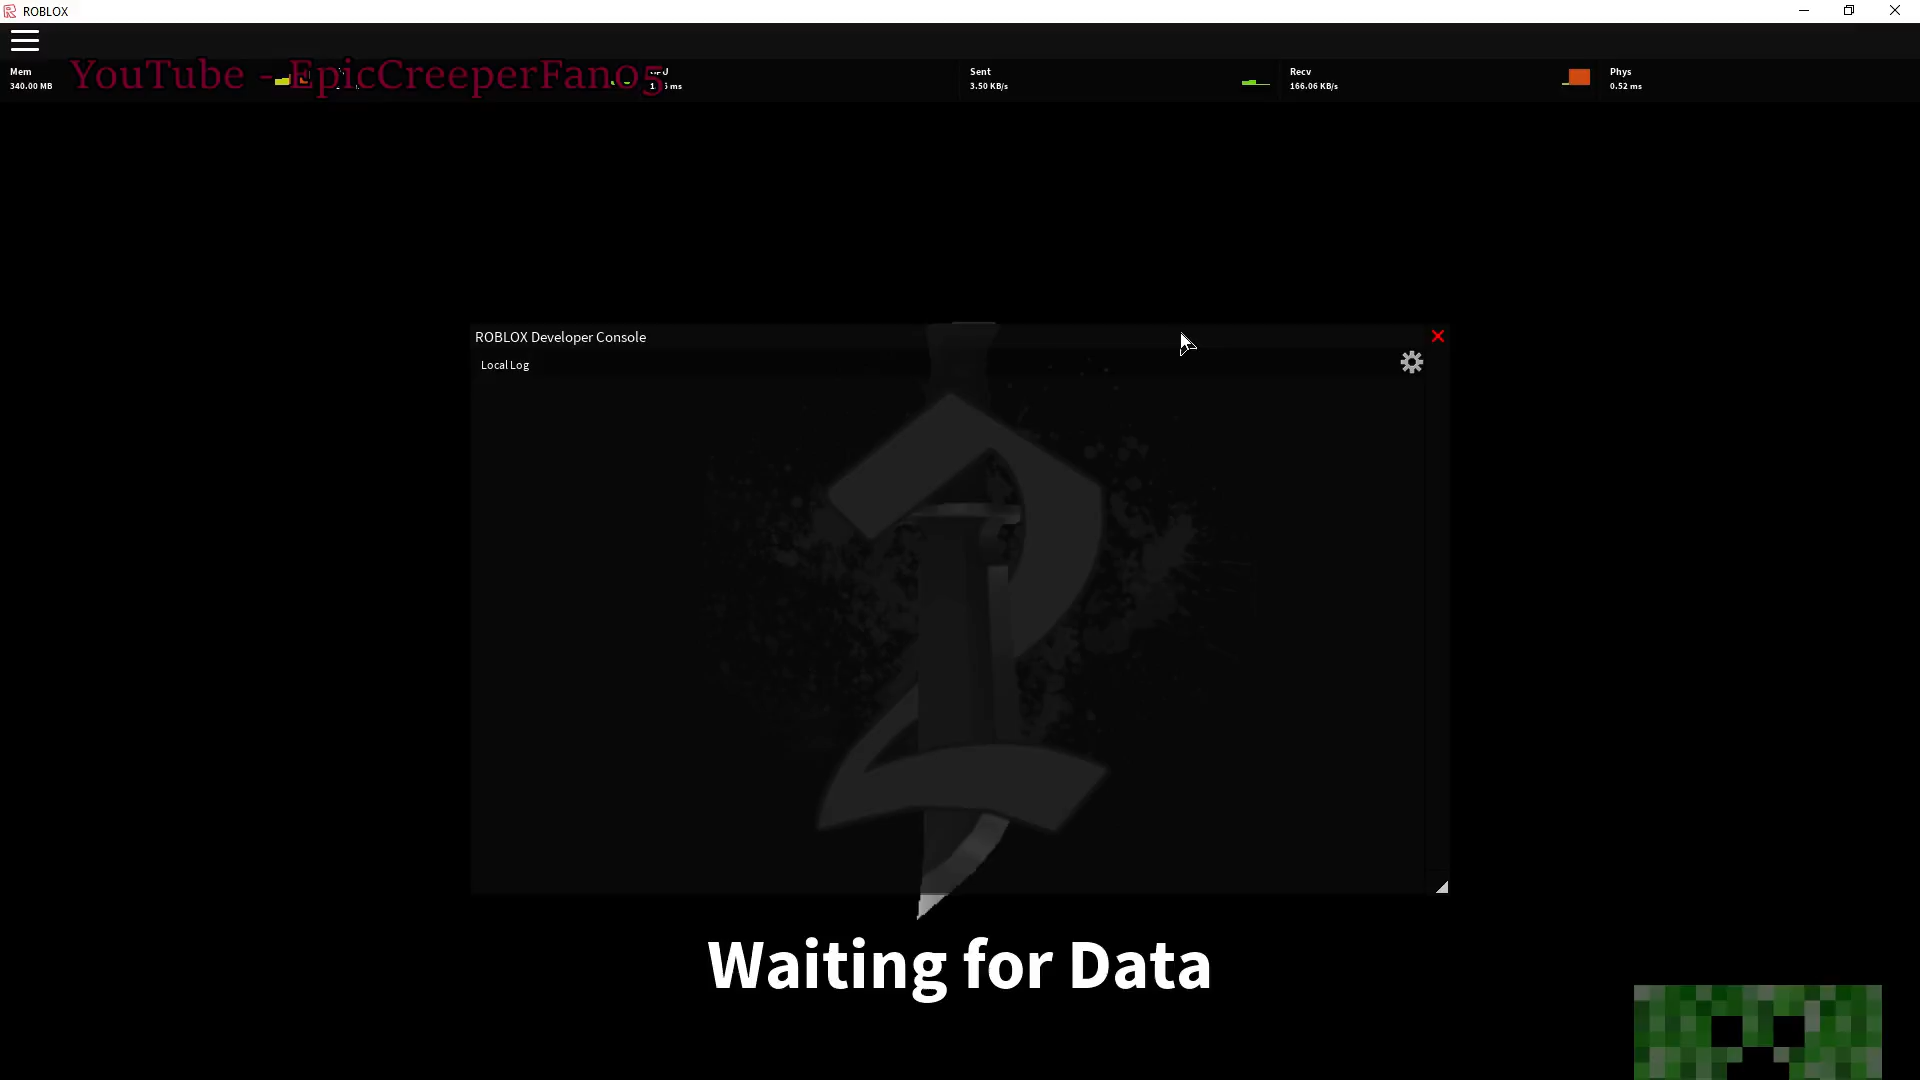 ROBLOX
YouTube - EpicCreeperFan05
Mem
340.00 MB
Sent
3.50 KB/s
Recv
166.06 KB/s
Phys
0.52 ms
ROBLOX Developer Console
Local Log
Waiting for Data